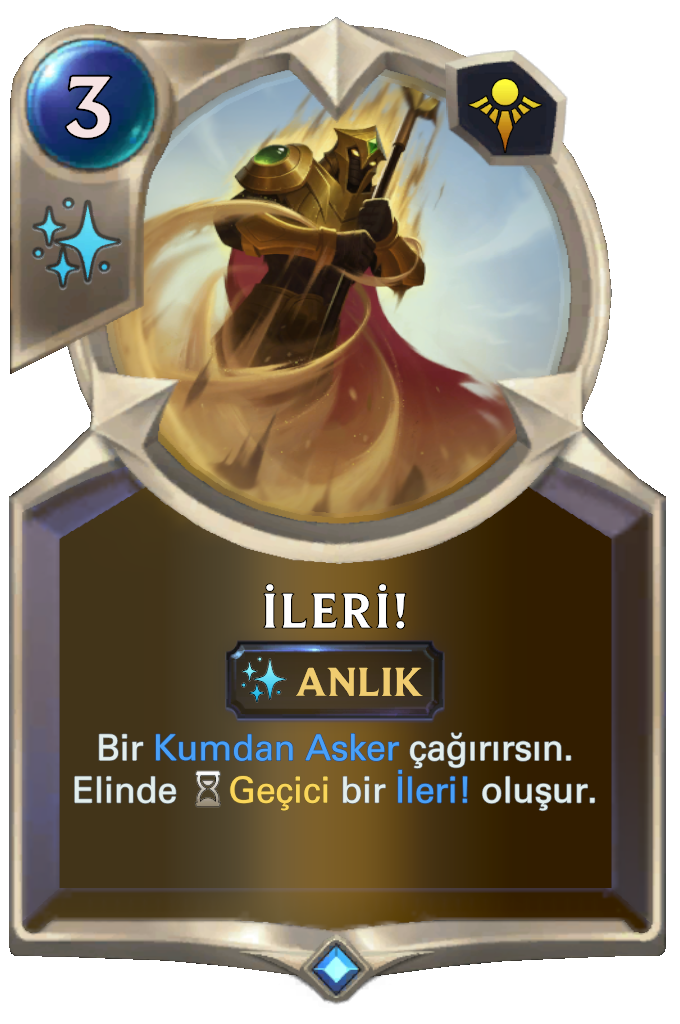 3
İLERİ!
ANLIK
Bir Kumdan Asker çağırırsın.
Elinde Geçici bir İleri! oluşur.